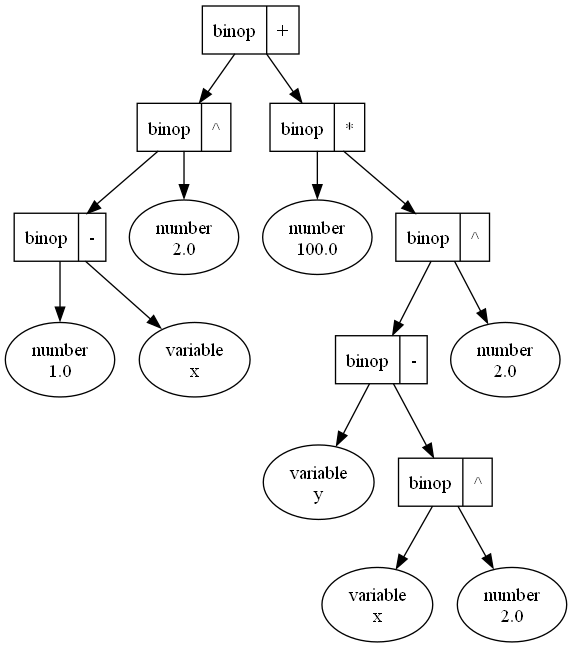 binop +
binop ^
binop *
binop -
number
2.0
number
100.0
binop ^
number
1.0
variable
x
binop -
number
2.0
variable
y
binop ^
variable
x
number
2.0